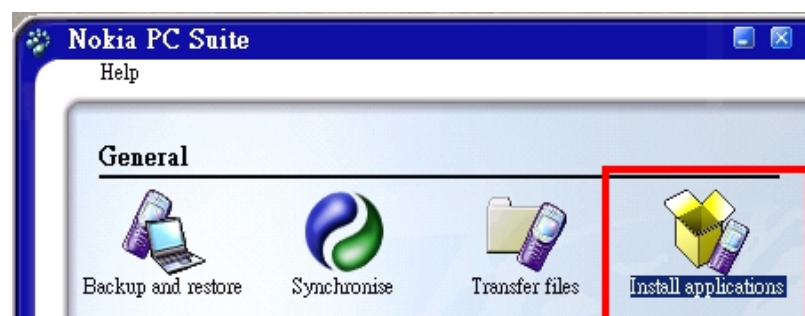 Nokia PC Suite
Help
General
Backup and restore
Synchronise
Transfer files
Install applications